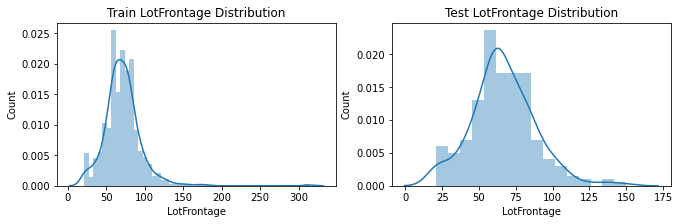 Train LotFrontage Distribution
Count
0.025
0.020
0.015
0.010
0.005
0.000
0 50 100 150 200 250 300
LotFrontage
Test LotFrontage Distribution
Count
0.020
0.015
0.010
0.005
0.000
0 25 50 75 100 125 150 175
LotFrontage